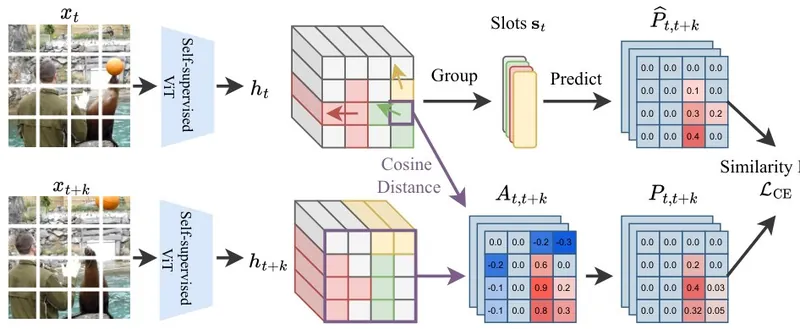 x_t
Self-supervised
ViT
h_t
Group
Slots s_t
Predict
P̂_{t,t+k}
0.0 0.0 0.0 0.0
0.0 0.0 0.1 0.0
0.0 0.0 0.3 0.2
0.0 0.0 0.4 0.0
Cosine
Distance
Similarity
ℒ_CE
x_{t+k}
Self-supervised
ViT
h_{t+k}
A_{t,t+k}
0.0 0.0 -0.2 -0.3
-0.2 0.0 0.6 0.0
-0.1 0.0 0.9 0.2
-0.1 0.0 0.8 0.3
P_{t,t+k}
0.0 0.0 0.0 0.0
0.0 0.0 0.2 0.0
0.0 0.0 0.4 0.03
0.0 0.0 0.32 0.05